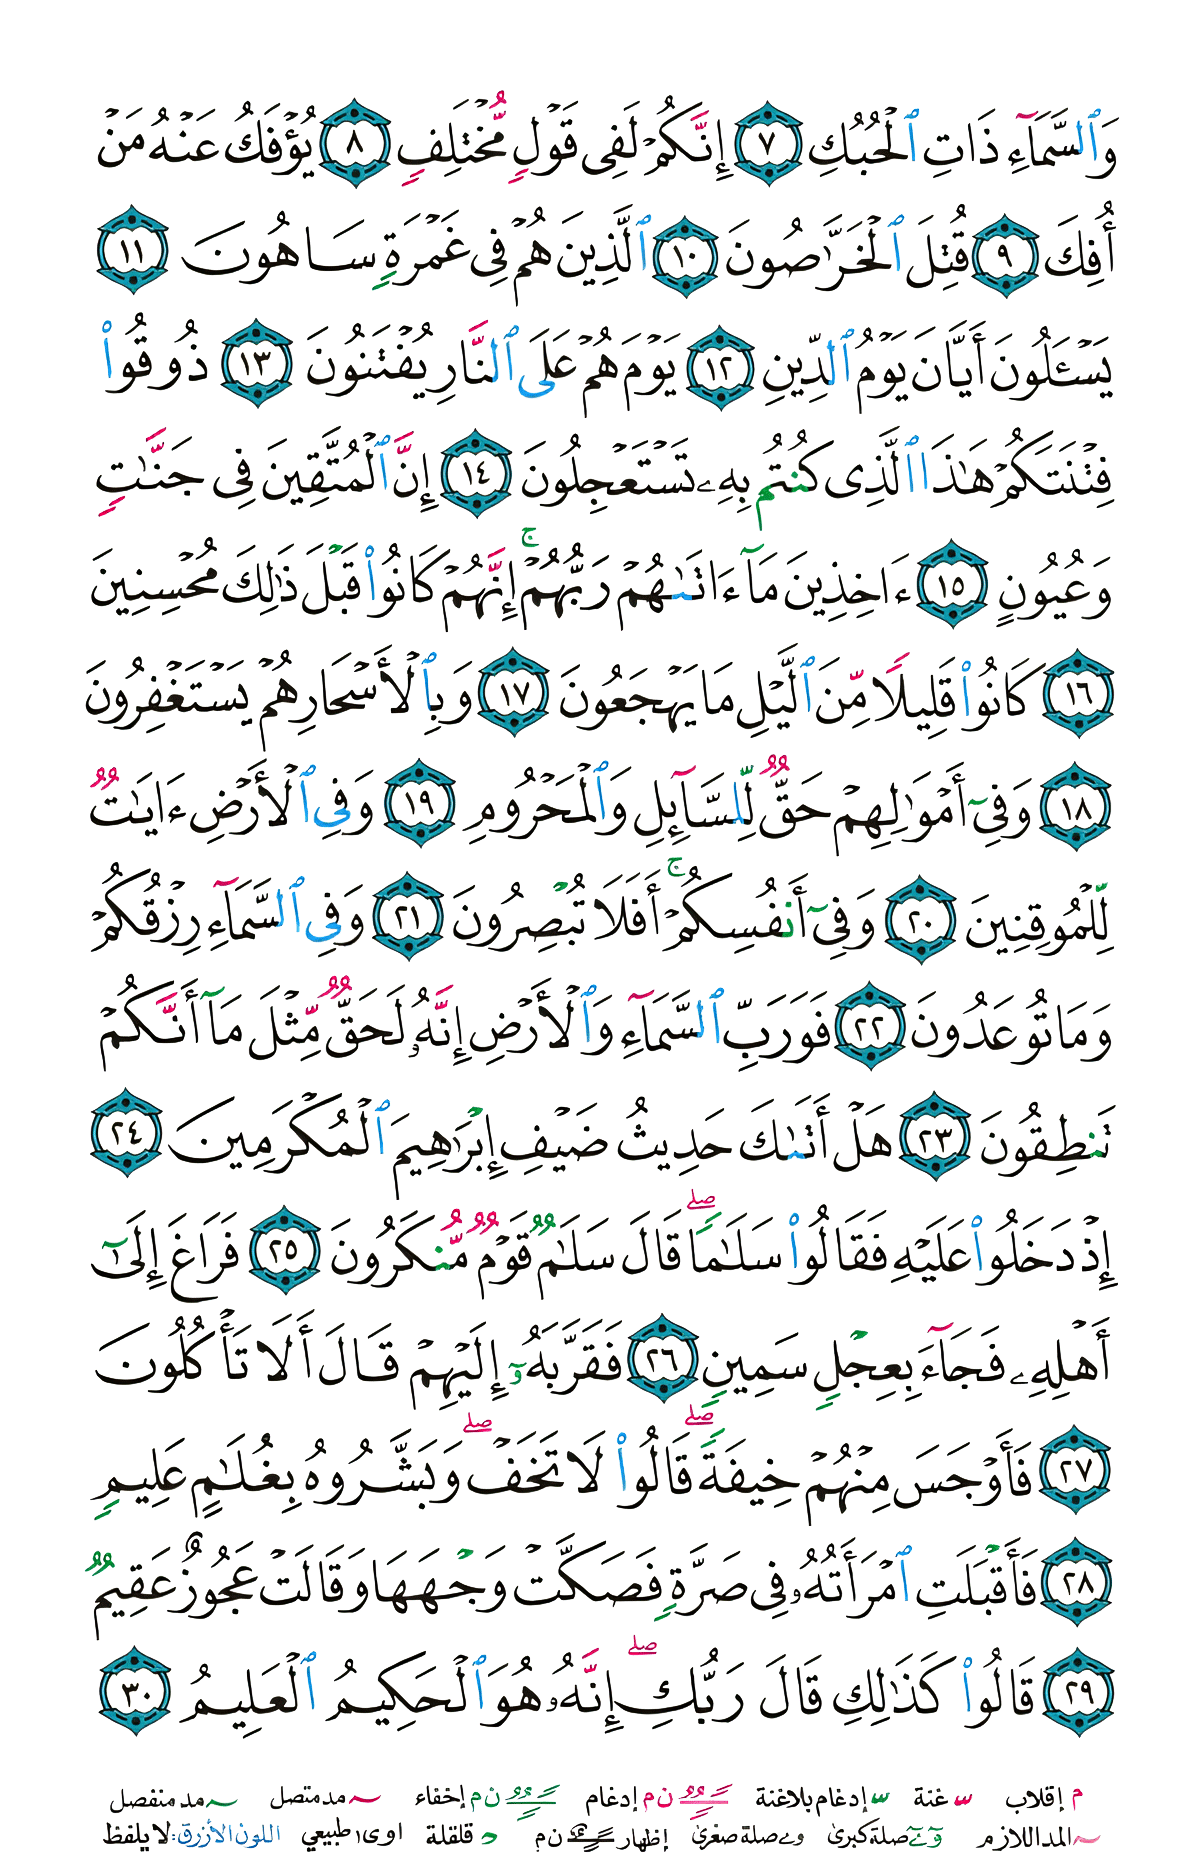 وَٱلسَّمَآءِ ذَاتِ ٱلْحُبُكِ ٧ إِنَّكُمْ لَفِى قَوْلٍ مُّخْتَلِفٍ ٨ يُؤْفَكُ عَنْهُ مَنْ
أُفِكَ ٩ قُتِلَ ٱلْخَرَّٰصُونَ ١٠ ٱلَّذِينَ هُمْ فِى غَمْرَةٍ سَاهُونَ ١١
يَسْـَٔلُونَ أَيَّانَ يَوْمُ ٱلدِّينِ ١٢ يَوْمَ هُمْ عَلَى ٱلنَّارِ يُفْتَنُونَ ١٣ ذُوقُوا۟
فِتْنَتَكُمْ هَٰذَا ٱلَّذِى كُنتُم بِهِۦ تَسْتَعْجِلُونَ ١٤ إِنَّ ٱلْمُتَّقِينَ فِى جَنَّٰتٍ
وَعُيُونٍ ١٥ ءَاخِذِينَ مَآ ءَاتَىٰهُمْ رَبُّهُمْ ۚ إِنَّهُمْ كَانُوا۟ قَبْلَ ذَٰلِكَ مُحْسِنِينَ
١٦ كَانُوا۟ قَلِيلًا مِّنَ ٱلَّيْلِ مَا يَهْجَعُونَ ١٧ وَبِٱلْأَسْحَارِ هُمْ يَسْتَغْفِرُونَ
١٨ وَفِىٓ أَمْوَٰلِهِمْ حَقٌّ لِّلسَّآئِلِ وَٱلْمَحْرُومِ ١٩ وَفِى ٱلْأَرْضِ ءَايَٰتٌ
لِّلْمُوقِنِينَ ٢٠ وَفِىٓ أَنفُسِكُمْ ۚ أَفَلَا تُبْصِرُونَ ٢١ وَفِى ٱلسَّمَآءِ رِزْقُكُمْ
وَمَا تُوعَدُونَ ٢٢ فَوَرَبِّ ٱلسَّمَآءِ وَٱلْأَرْضِ إِنَّهُۥ لَحَقٌّ مِّثْلَ مَآ أَنَّكُمْ
تَنطِقُونَ ٢٣ هَلْ أَتَىٰكَ حَدِيثُ ضَيْفِ إِبْرَٰهِيمَ ٱلْمُكْرَمِينَ ٢٤
إِذْ دَخَلُوا۟ عَلَيْهِ فَقَالُوا۟ سَلَٰمًا ۖ قَالَ سَلَٰمٌ قَوْمٌ مُّنكَرُونَ ٢٥ فَرَاغَ إِلَىٰٓ
أَهْلِهِۦ فَجَآءَ بِعِجْلٍ سَمِينٍ ٢٦ فَقَرَّبَهُۥٓ إِلَيْهِمْ قَالَ أَلَا تَأْكُلُونَ
٢٧ فَأَوْجَسَ مِنْهُمْ خِيفَةً ۖ قَالُوا۟ لَا تَخَفْ ۖ وَبَشَّرُوهُ بِغُلَٰمٍ عَلِيمٍ
٢٨ فَأَقْبَلَتِ ٱمْرَأَتُهُۥ فِى صَرَّةٍ فَصَكَّتْ وَجْهَهَا وَقَالَتْ عَجُوزٌ عَقِيمٌ
٢٩ قَالُوا۟ كَذَٰلِكِ قَالَ رَبُّكِ ۖ إِنَّهُۥ هُوَ ٱلْحَكِيمُ ٱلْعَلِيمُ ٣٠
م إقلاب غنة إدغام بلاغنة ن م إدغام ن م إخفاء مد متصل مد منفصل
المد اللازم و ے صلة كبرى و ے صلة صغرى إظهار ن م قلقلة اوى طبيعي اللون الأزرق: لا يلفظ